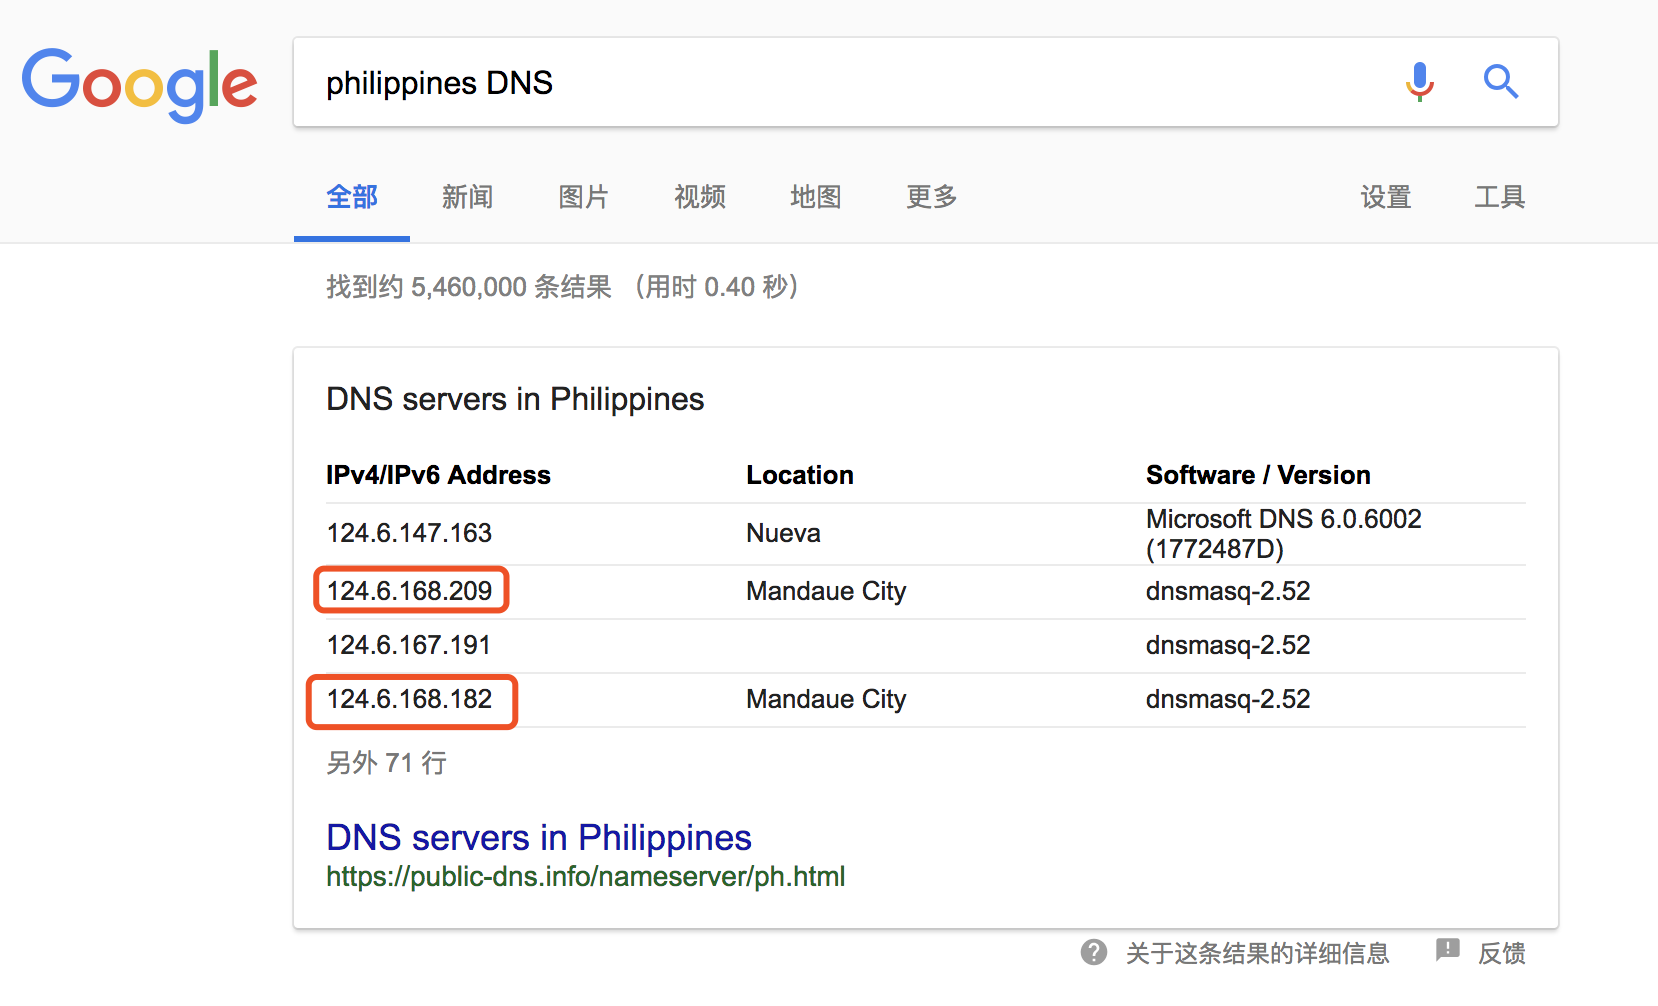 Google
philippines DNS
全部 新闻 图片 视频 地图 更多 设置 工具
找到约 5,460,000 条结果 （用时 0.40 秒）
DNS servers in Philippines
IPv4/IPv6 Address Location Software / Version
124.6.147.163 Nueva Microsoft DNS 6.0.6002
(1772487D)
124.6.168.209 Mandaue City dnsmasq-2.52
124.6.167.191 dnsmasq-2.52
124.6.168.182 Mandaue City dnsmasq-2.52
另外 71 行
DNS servers in Philippines
https://public-dns.info/nameserver/ph.html
关于这条结果的详细信息 反馈